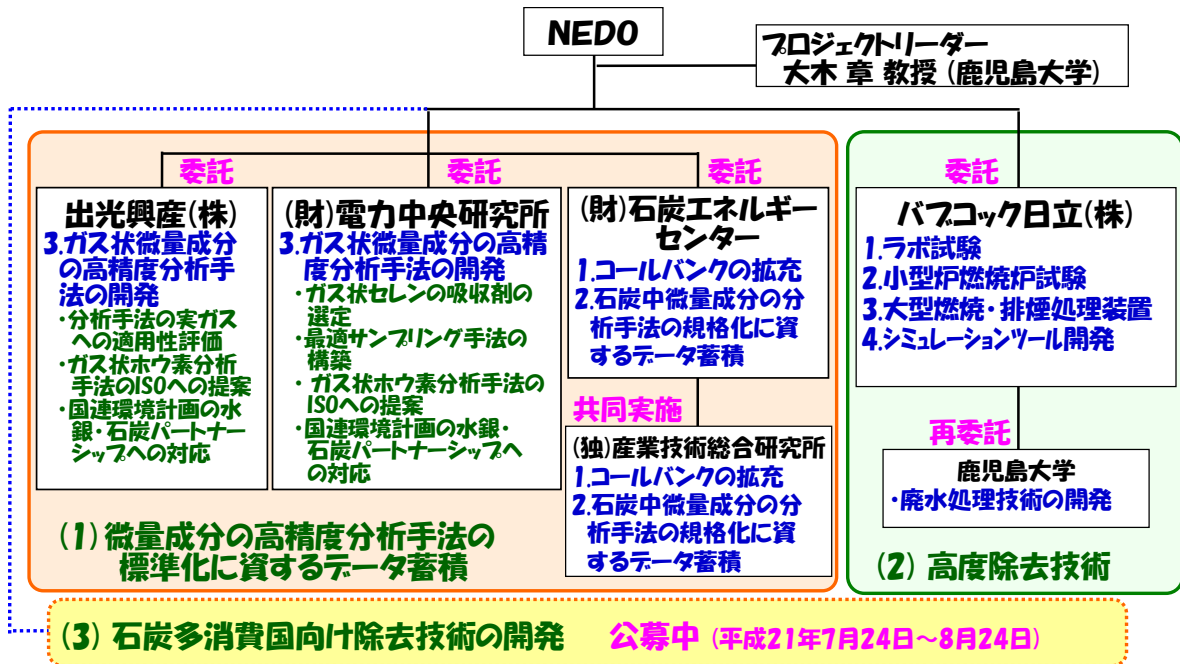 NEDO
プロジェクトリーダー
大木 章 教授 (鹿児島大学)
委託
出光興産(株)
3.ガス状微量成分
の高精度分析手
法の開発
・分析手法の実ガス
への適用性評価
・ガス状ホウ素分析
手法のISOへの提案
・国連環境計画の水
銀・石炭パートナー
シップへの対応
委託
(財)電力中央研究所
3.ガス状微量成分の高精
度分析手法の開発
・ガス状セレンの吸収剤の
選定
・最適サンプリング手法の
構築
・ガス状ホウ素分析手法の
ISOへの提案
・国連環境計画の水銀・
石炭パートナーシップへ
の対応
委託
(財)石炭エネルギー
センター
1.コールバンクの拡充
2.石炭中微量成分の分
析手法の規格化に資
するデータ蓄積
共同実施
(独)産業技術総合研究所
1.コールバンクの拡充
2.石炭中微量成分の分
析手法の規格化に資
するデータ蓄積
(1) 微量成分の高精度分析手法の
標準化に資するデータ蓄積
委託
バブコック日立(株)
1.ラボ試験
2.小型炉燃焼炉試験
3.大型燃焼・排煙処理装置
4.シミュレーションツール開発
再委託
鹿児島大学
・廃水処理技術の開発
(2) 高度除去技術
(3) 石炭多消費国向け除去技術の開発 公募中 (平成21年7月24日～8月24日)